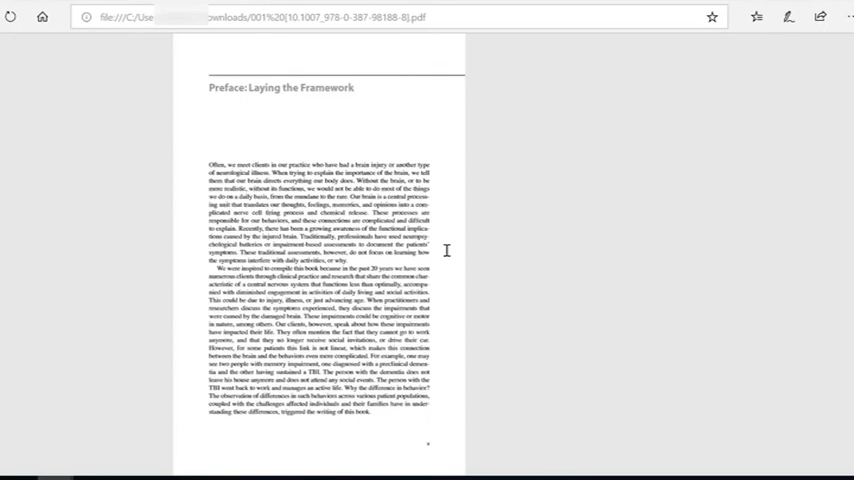 file:///C:/Use ownloads/001%20[10.1007_978-0-387-98188-8].pdf
Preface: Laying the Framework
Often, we meet clients in our practice who have had a brain injury or another type
of neurological illness. When trying to explain the importance of the brain, we tell
them that our brain directs everything our body does. Without the brain, or to be
more realistic, without its functions, we would not be able to do most of the things
we do on a daily basis, from the mundane to the rare. Our brain is a central process-
ing unit that translates our thoughts, feelings, memories, and opinions into a com-
plicated nerve cell firing process and chemical release. These processes are
responsible for our behaviors, and these connections are complicated and difficult
to explain. Recently, there has been a growing awareness of the functional implica-
tions caused by the injured brain. Traditionally, professionals have used neuropsy-
chological batteries or impairment-based assessments to document the patients'
symptoms. These traditional assessments, however, do not focus on learning how
the symptoms interfere with daily activities, or why.
We were inspired to compile this book because in the past 20 years we have seen
numerous clients through clinical practice and research that share the common char-
acteristic of a central nervous system that functions less than optimally, accompa-
nied with diminished engagement in activities of daily living and social activities.
This could be due to injury, illness, or just advancing age. When practitioners and
researchers discuss the symptoms experienced, they discuss the impairments that
were caused by the damaged brain. These impairments could be cognitive or motor
in nature, among others. Our clients, however, speak about how these impairments
have impacted their life. They often mention the fact that they cannot go to work
anymore, and that they no longer receive social invitations, or drive their car.
However, for some patients this link is not linear, which makes this connection
between the brain and the behaviors even more complicated. For example, one may
see two people with memory impairment, one diagnosed with a preclinical demen-
tia and the other having sustained a TBI. The person with the dementia does not
leave his house anymore and does not attend any social events. The person with the
TBI went back to work and manages an active life. Why the difference in behavior?
The observation of differences in such behaviors across various patient populations,
coupled with the challenges affected individuals and their families have in under-
standing these differences, triggered the writing of this book.
v